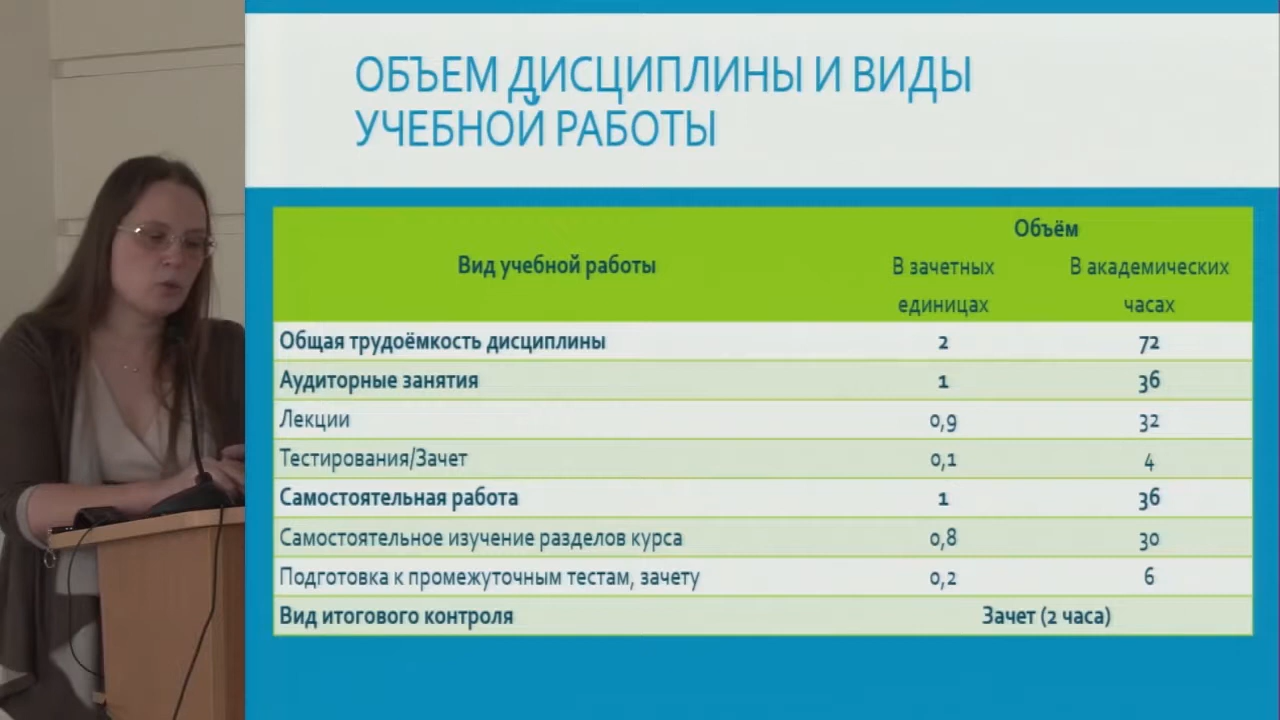 ОБЪЕМ ДИСЦИПЛИНЫ И ВИДЫ
УЧЕБНОЙ РАБОТЫ
Вид учебной работы
Объём
В зачетных единицах
В академических часах
Общая трудоёмкость дисциплины 2 72
Аудиторные занятия 1 36
Лекции 0,9 32
Тестирования/Зачет 0,1 4
Самостоятельная работа 1 36
Самостоятельное изучение разделов курса 0,8 30
Подготовка к промежуточным тестам, зачету 0,2 6
Вид итогового контроля Зачет (2 часа)